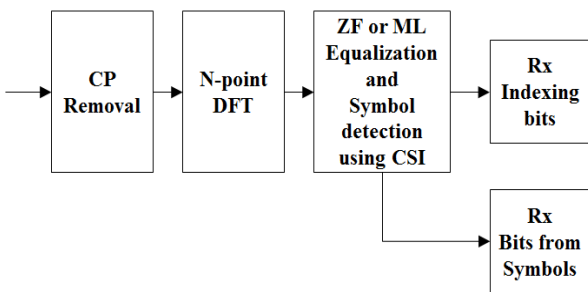 CP
Removal
N-point
DFT
ZF or ML
Equalization
and
Symbol
detection
using CSI
Rx
Indexing
bits
Rx
Bits from
Symbols